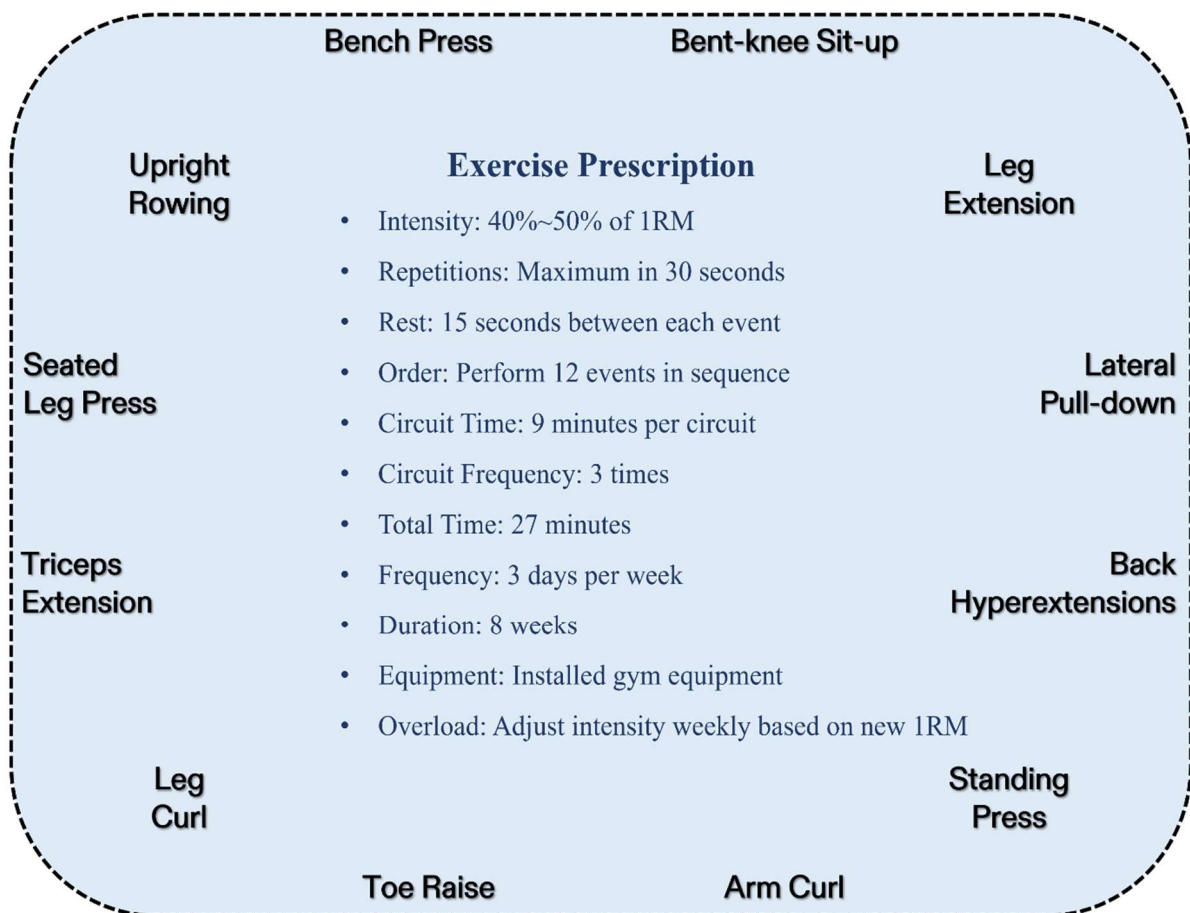 Bench Press
Bent-knee Sit-up
Upright
Rowing
Exercise Prescription
Leg
Extension
• Intensity: 40%~50% of 1RM
• Repetitions: Maximum in 30 seconds
• Rest: 15 seconds between each event
Seated
Leg Press
• Order: Perform 12 events in sequence
Lateral
Pull-down
• Circuit Time: 9 minutes per circuit
• Circuit Frequency: 3 times
• Total Time: 27 minutes
Triceps
Extension
• Frequency: 3 days per week
Back
Hyperextensions
• Duration: 8 weeks
• Equipment: Installed gym equipment
• Overload: Adjust intensity weekly based on new 1RM
Leg
Curl
Standing
Press
Toe Raise
Arm Curl